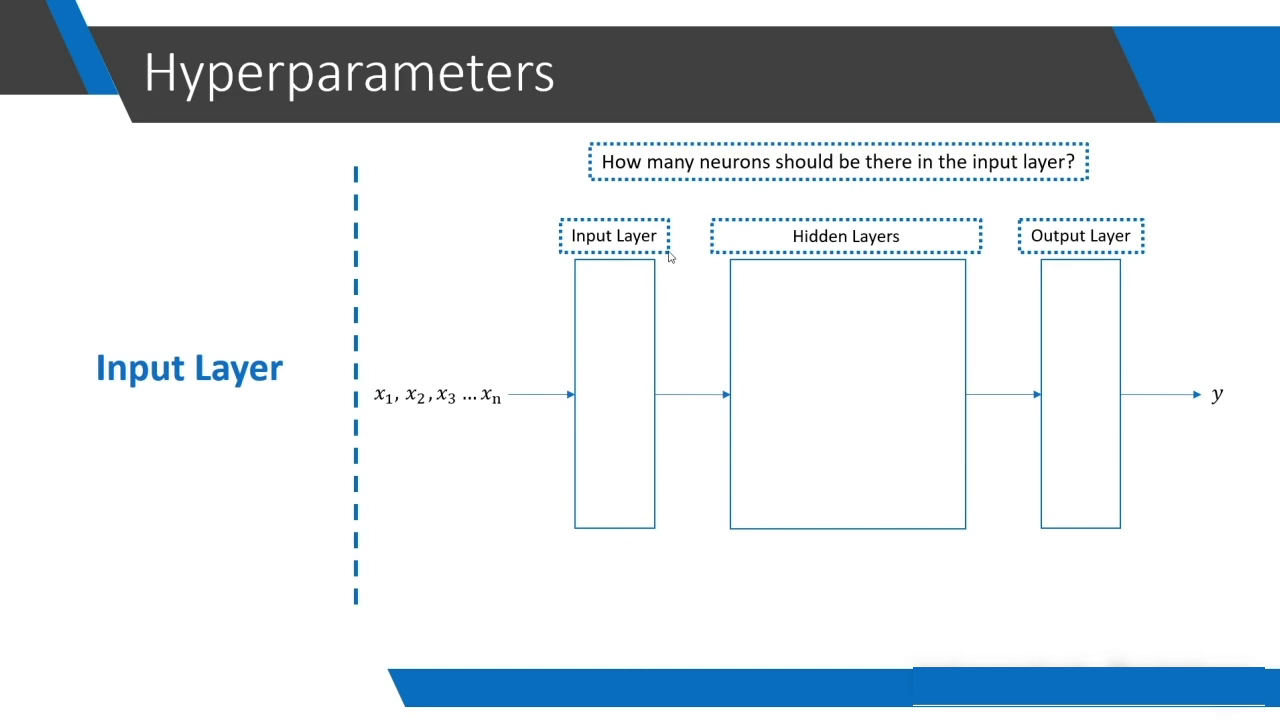 Hyperparameters
How many neurons should be there in the input layer?
Input Layer
Hidden Layers
Output Layer
Input Layer
x₁, x₂, x₃ ... xₙ
y